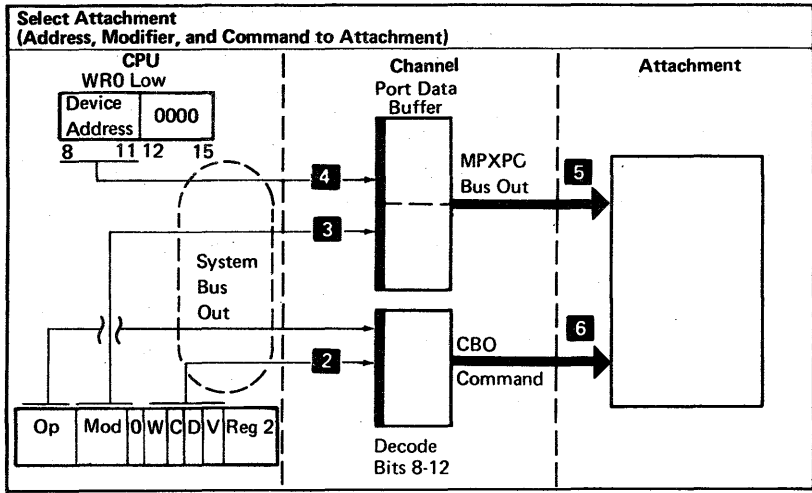 Select Attachment
(Address, Modifier, and Command to Attachment)
CPU
WR0 Low
Device
Address
0000
8 11 12 15
Channel
Port Data
Buffer
Attachment
4
MPXPC
Bus Out
5
3
System
Bus
Out
2
CBO
Command
6
Op Mod 0 W C D V Reg 2
Decode
Bits 8-12